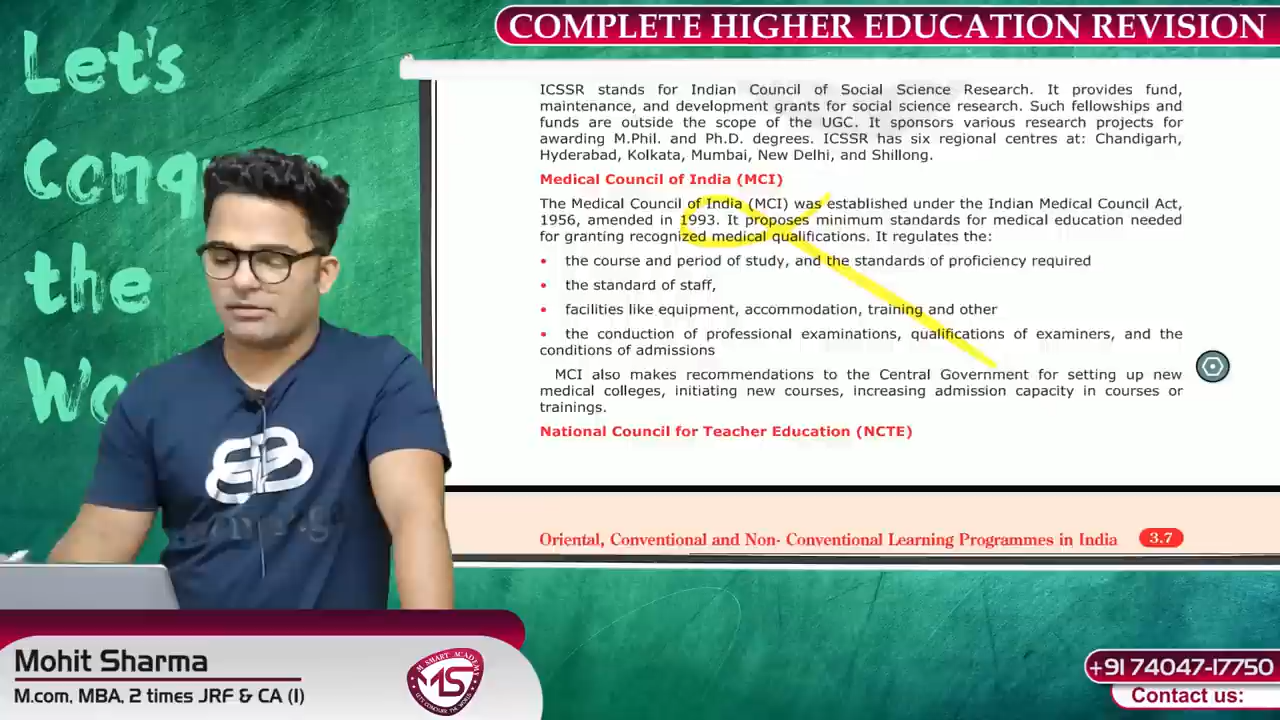 COMPLETE HIGHER EDUCATION REVISION
Let's
the
ICSSR stands for Indian Council of Social Science Research. It provides fund,
maintenance, and development grants for social science research. Such fellowships and
funds are outside the scope of the UGC. It sponsors various research projects for
awarding M.Phil. and Ph.D. degrees. ICSSR has six regional centres at: Chandigarh,
Hyderabad, Kolkata, Mumbai, New Delhi, and Shillong.
Medical Council of India (MCI)
The Medical Council of India (MCI) was established under the Indian Medical Council Act,
1956, amended in 1993. It proposes minimum standards for medical education needed
for granting recognized medical qualifications. It regulates the:
• the course and period of study, and the standards of proficiency required
• the standard of staff,
• facilities like equipment, accommodation, training and other
• the conduction of professional examinations, qualifications of examiners, and the
conditions of admissions
MCI also makes recommendations to the Central Government for setting up new
medical colleges, initiating new courses, increasing admission capacity in courses or
trainings.
National Council for Teacher Education (NCTE)
Oriental, Conventional and Non- Conventional Learning Programmes in India 3.7
Mohit Sharma
M.com, MBA, 2 times JRF & CA (I)
M SMART ACADEMY
MS
+91 74047-17750
Contact us: